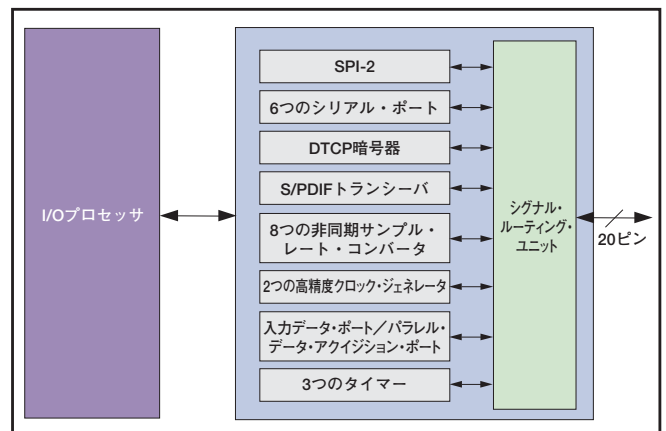 I/Oプロセッサ
SPI-2
6つのシリアル・ポート
DTCP暗号器
S/PDIFトランシーバ
8つの非同期サンプル・
レート・コンバータ
2つの高精度クロック・ジェネレータ
入力データ・ポート／パラレル・
データ・アクイジション・ポート
3つのタイマー
シグナル・
ルーティング・
ユニット
20ピン